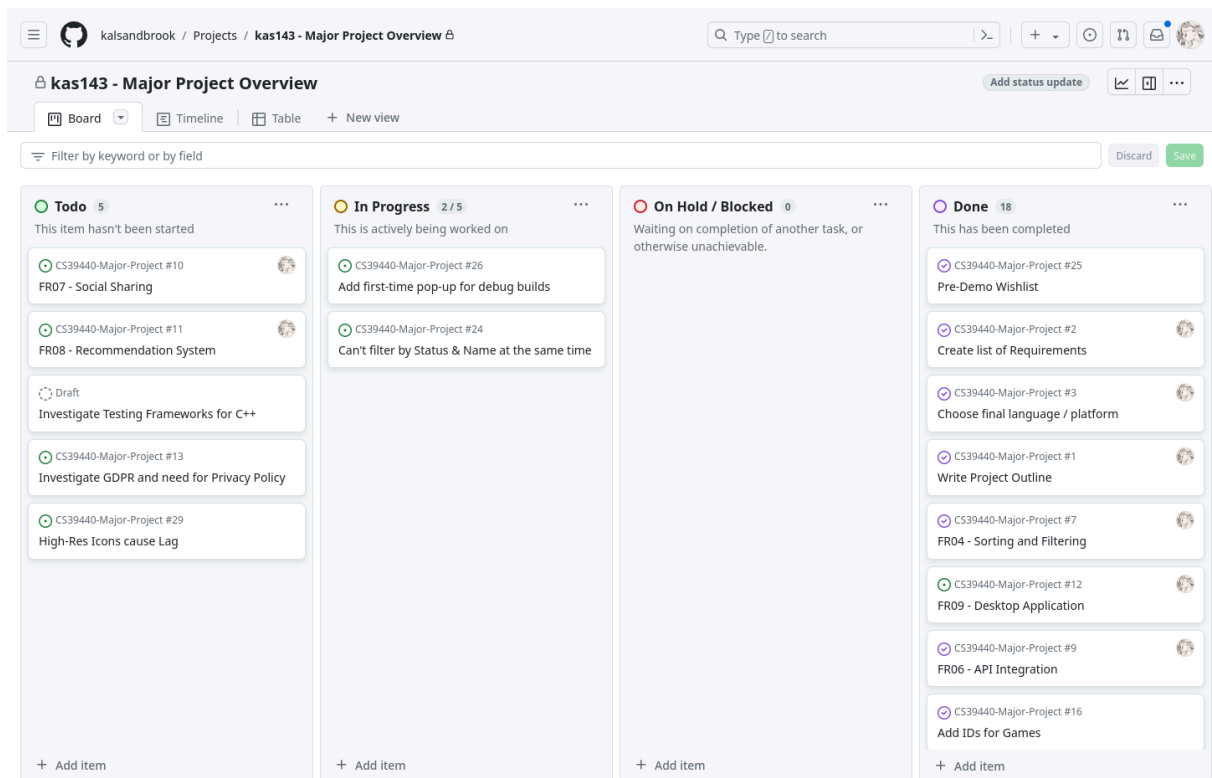 kalsandbrook / Projects / kas143 - Major Project Overview
Type / to search
kas143 - Major Project Overview
Add status update
Board
Timeline
Table
New view
Filter by keyword or by field
Discard
Save
Todo 5
This item hasn't been started
CS39440-Major-Project #10
FR07 - Social Sharing
CS39440-Major-Project #11
FR08 - Recommendation System
Draft
Investigate Testing Frameworks for C++
CS39440-Major-Project #13
Investigate GDPR and need for Privacy Policy
CS39440-Major-Project #29
High-Res Icons cause Lag
+ Add item
In Progress 2 / 5
This is actively being worked on
CS39440-Major-Project #26
Add first-time pop-up for debug builds
CS39440-Major-Project #24
Can't filter by Status & Name at the same time
+ Add item
On Hold / Blocked 0
Waiting on completion of another task, or
otherwise unachievable.
+ Add item
Done 18
This has been completed
CS39440-Major-Project #25
Pre-Demo Wishlist
CS39440-Major-Project #2
Create list of Requirements
CS39440-Major-Project #3
Choose final language / platform
CS39440-Major-Project #1
Write Project Outline
CS39440-Major-Project #7
FR04 - Sorting and Filtering
CS39440-Major-Project #12
FR09 - Desktop Application
CS39440-Major-Project #9
FR06 - API Integration
CS39440-Major-Project #16
Add IDs for Games
+ Add item